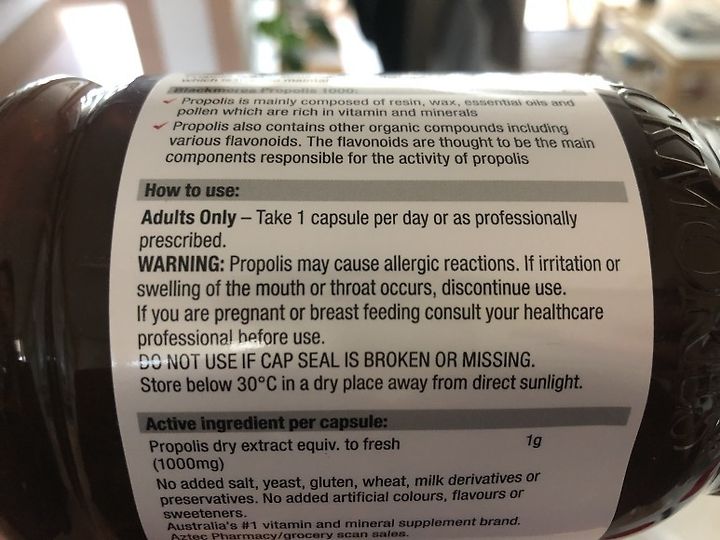 Blackmores Propolis 1000:
✓ Propolis is mainly composed of resin, wax, essential oils and
pollen which are rich in vitamin and minerals
✓ Propolis also contains other organic compounds including
various flavonoids. The flavonoids are thought to be the main
components responsible for the activity of propolis
How to use:
Adults Only – Take 1 capsule per day or as professionally
prescribed.
WARNING: Propolis may cause allergic reactions. If irritation or
swelling of the mouth or throat occurs, discontinue use.
If you are pregnant or breast feeding consult your healthcare
professional before use.
DO NOT USE IF CAP SEAL IS BROKEN OR MISSING.
Store below 30°C in a dry place away from direct sunlight.
Active ingredient per capsule:
Propolis dry extract equiv. to fresh 1g
(1000mg)
No added salt, yeast, gluten, wheat, milk derivatives or
preservatives. No added artificial colours, flavours or
sweeteners.
Australia's #1 vitamin and mineral supplement brand.
Aztec Pharmacy/grocery scan sales.